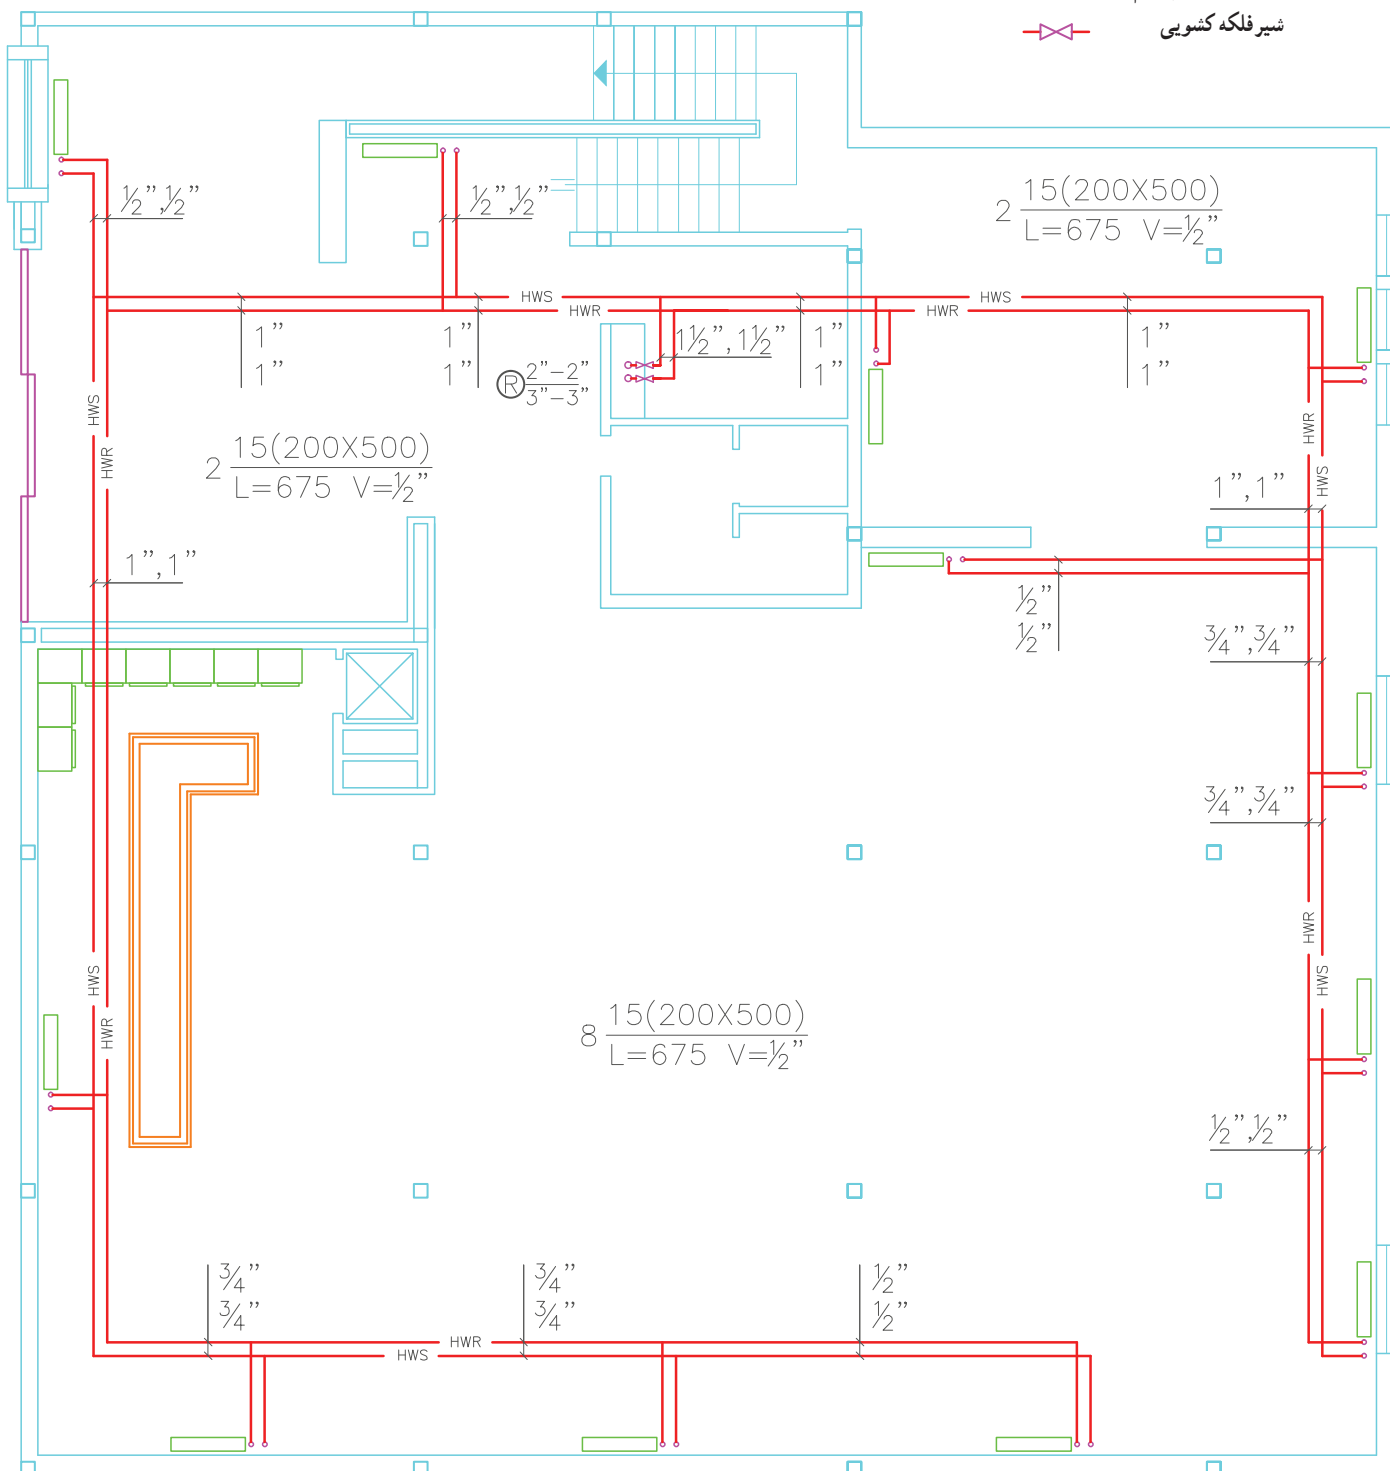 شیر فلکه کشویی
½”,½”
½”,½”
2 15(200X500)
L=675 V=½”
HWS
HWS
HWR
HWR
1”
1”
1”
1”
1½”, 1½”
1”
1”
1”
1”
R 2”-2”
3”-3”
HWS
HWR
HWR
HWS
2 15(200X500)
L=675 V=½”
1”,1”
1”,1”
½”
½”
¾”,¾”
¾”,¾”
HWS
HWR
HWR
HWS
8 15(200X500)
L=675 V=½”
½”,½”
¾”
¾”
¾”
¾”
½”
½”
HWR
HWS